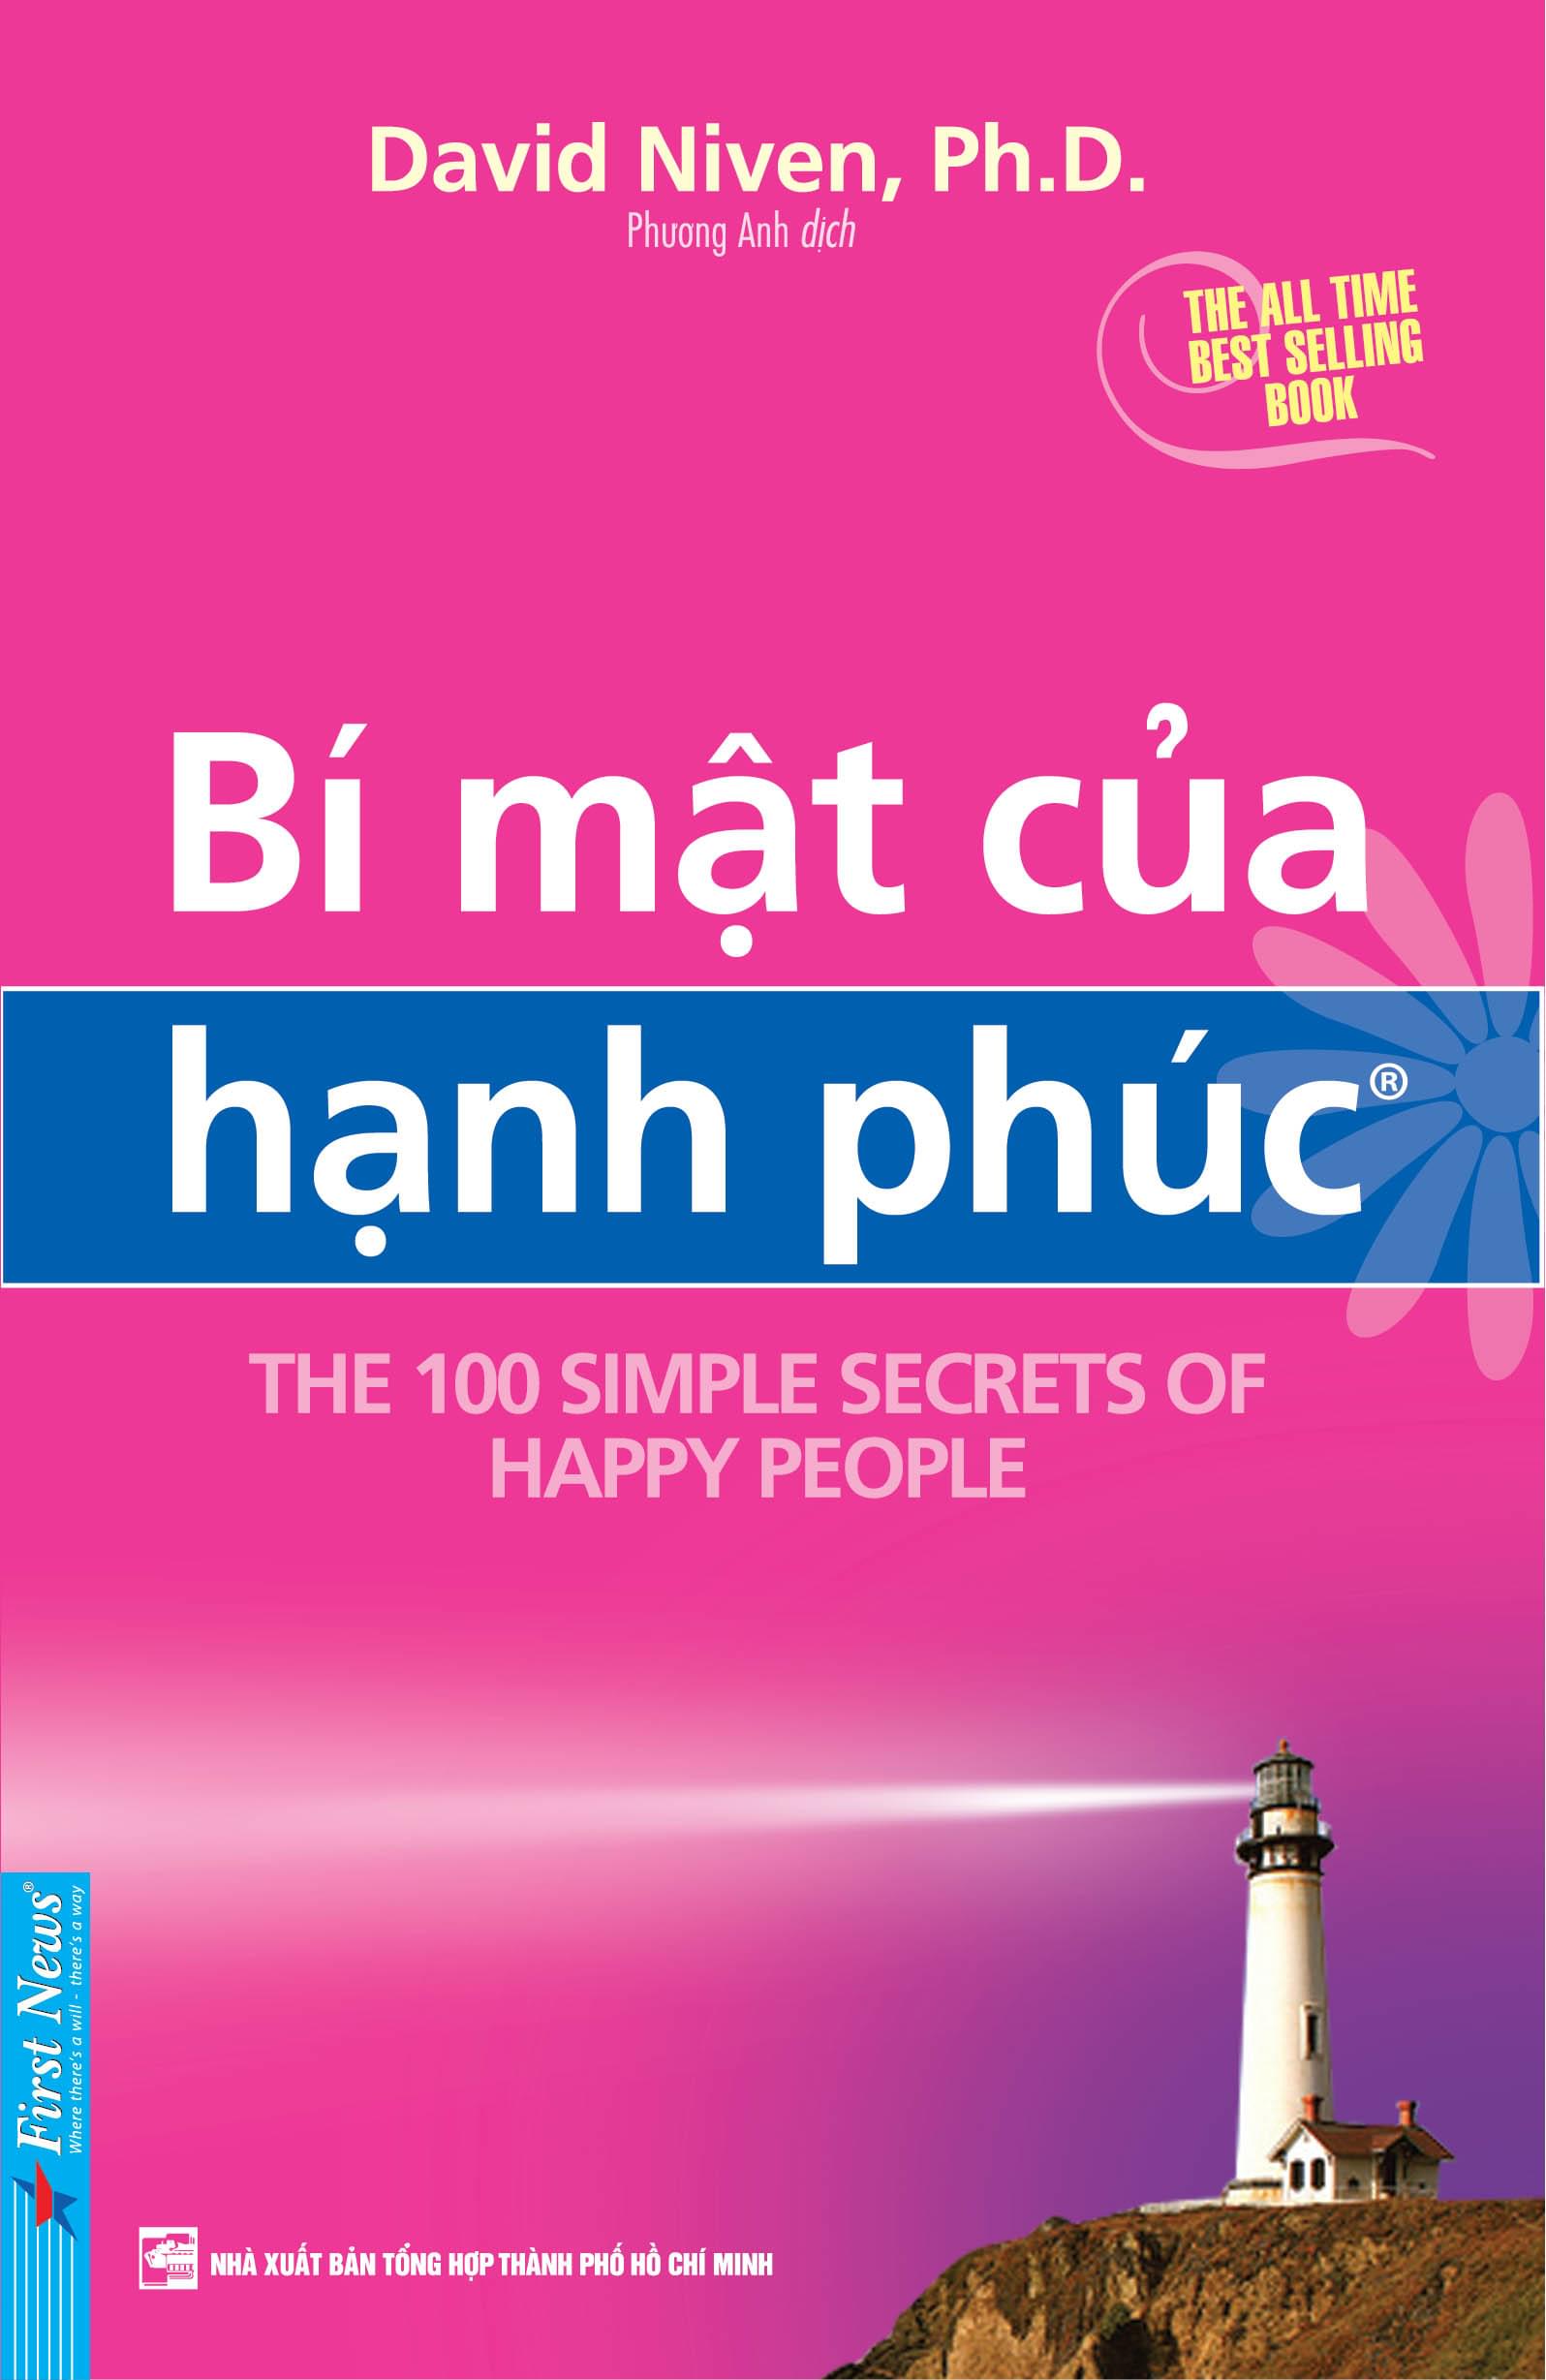 David Niven, Ph.D.
Phương Anh dịch
THE ALL TIME
BEST SELLING
BOOK
Bí mật của
hạnh phúc®
THE 100 SIMPLE SECRETS OF
HAPPY PEOPLE
First News®
Where there's a will - there's a way
NHÀ XUẤT BẢN TỔNG HỢP THÀNH PHỐ HỒ CHÍ MINH